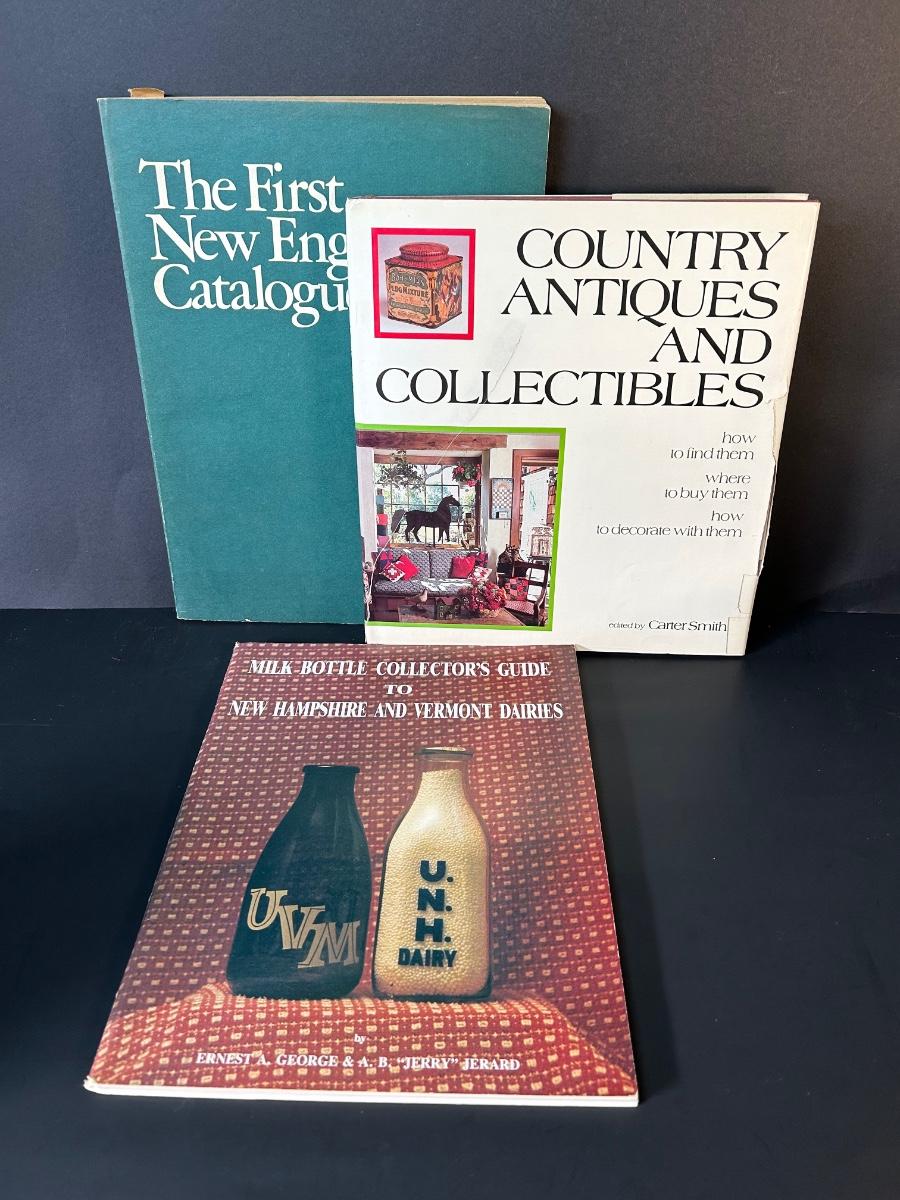 The First
New Eng
Catalogue
COUNTRY
ANTIQUES
AND
COLLECTIBLES
PLUG MIXTURE
how
to find them
where
to buy them
how
to decorate with them
edited by Carter Smith
MILK BOTTLE COLLECTOR'S GUIDE
TO
NEW HAMPSHIRE AND VERMONT DAIRIES
UVM
U.
N.
H.
DAIRY
by
ERNEST A. GEORGE & A. B. "JERRY" JERARD